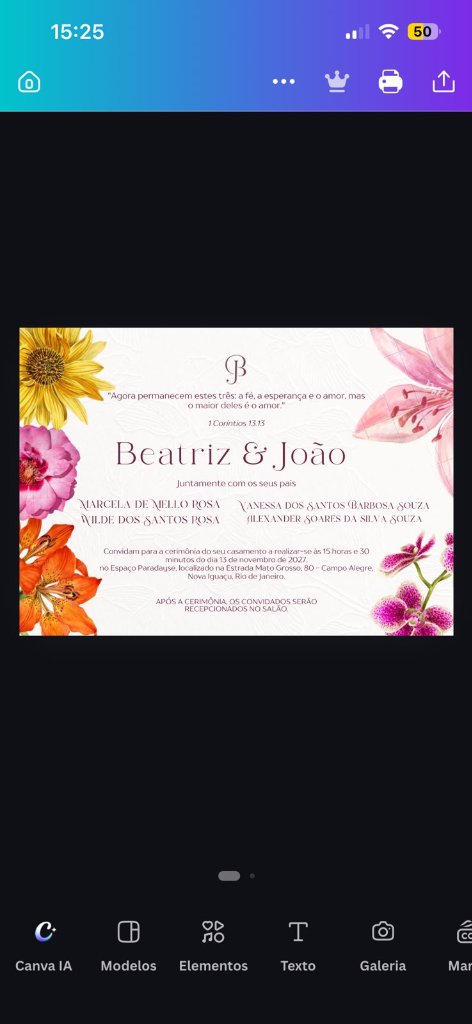 15:25
50
B
"Agora permanecem estes três: a fé, a esperança e o amor, mas
o maior deles é o amor."
1 Coríntios 13.13
Beatriz & João
Juntamente com os seus pais
Marcela de Mello Rosa
Wilde dos Santos Rosa
Vanessa dos Santos Barbosa Souza
Alexander Soares da Silva Souza
Convidam para a cerimônia do seu casamento a realizar-se às 15 horas e 30
minutos do dia 13 de novembro de 2027.
no Espaço Paradayse, localizado na Estrada Mato Grosso, 80 – Campo Alegre,
Nova Iguaçu, Rio de Janeiro.
APÓS A CERIMÔNIA, OS CONVIDADOS SERÃO
RECEPCIONADOS NO SALÃO.
Canva IA
Modelos
Elementos
Texto
Galeria
Mar